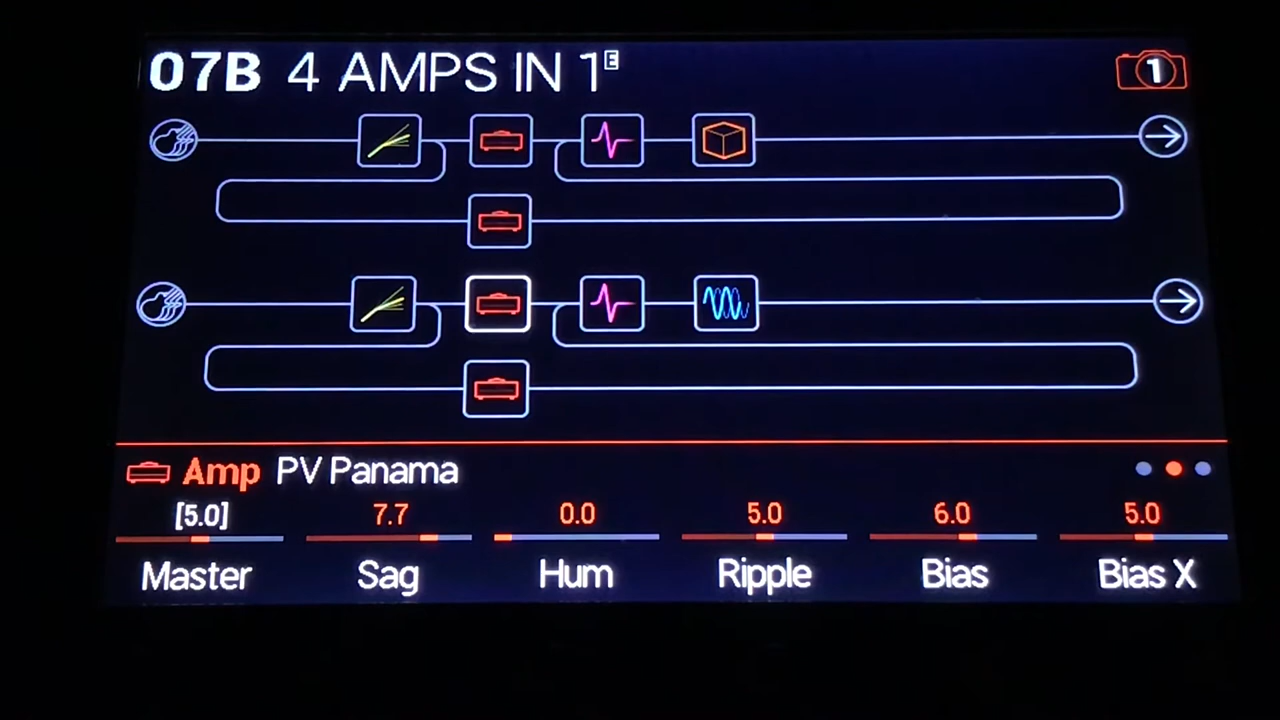 07B 4 AMPS IN 1 E 1
Amp PV Panama
[5.0] 7.7 0.0 5.0 6.0 5.0
Master Sag Hum Ripple Bias Bias X